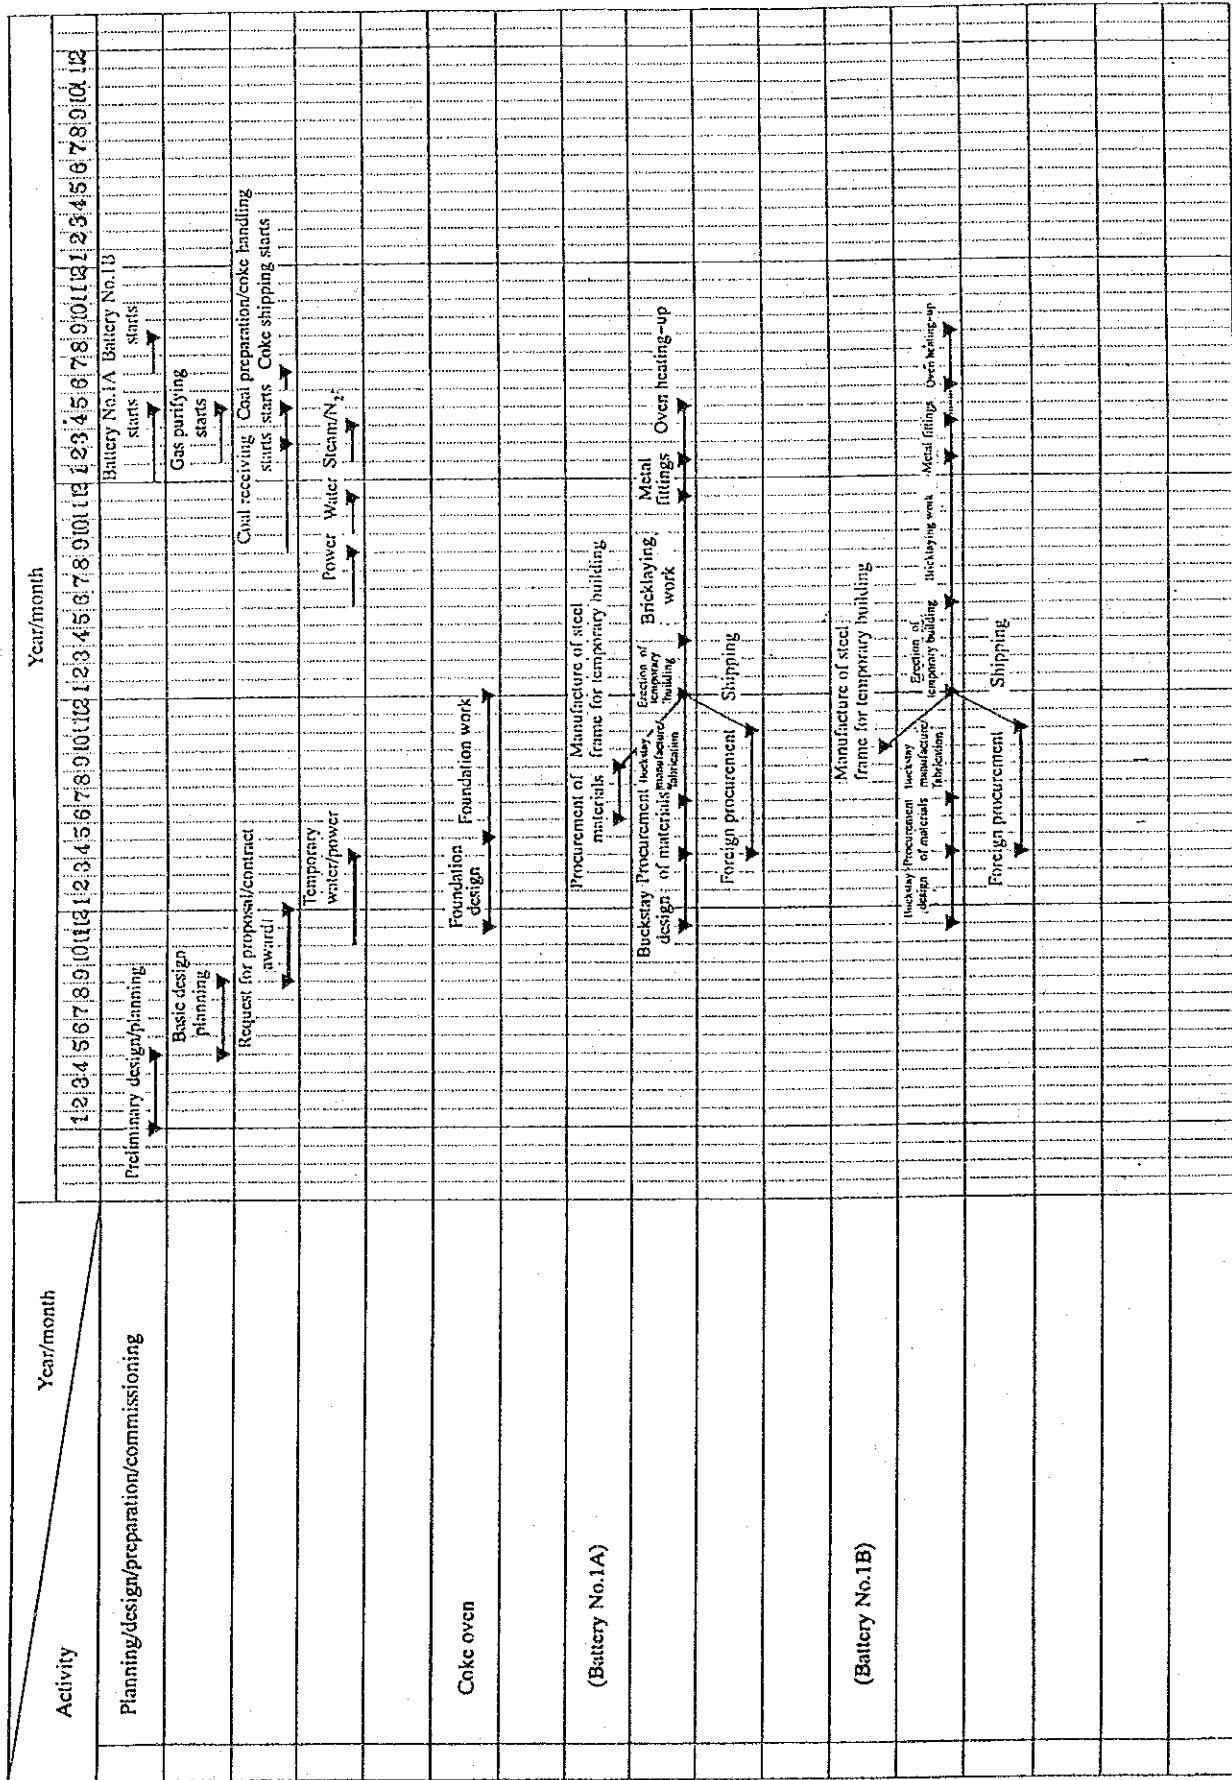 Year/month
Activity
Year/month
1 2 3 4 5 6 7 8 9 10 11 12 1 2 3 4 5 6 7 8 9 10 11 12 1 2 3 4 5 6 7 8 9 10 11 12 1 2 3 4 5 6 7 8 9 10 11 12 1 2 3 4 5 6 7 8 9 10 11 12
Planning/design/preparation/commissioning
Preliminary design/planning
Battery No.1A
starts
Battery No.1B
starts
Basic design
planning
Gas purifying
starts
Request for proposal/contract
award
Coal receiving
starts
Coal preparation/coke handling
starts
Coke shipping starts
Temporary
water/power
Power
Water
Steam/N2
Coke oven
Foundation
design
Foundation work
(Battery No.1A)
Procurement of
materials
Manufacture of steel
frame for temporary building
Buckstay
design
Procurement
of materials
Buckstay
manufacture/
fabrication
Erection of
temporary
building
Bricklaying
work
Metal
fittings
Oven heating-up
Foreign procurement
Shipping
(Battery No.1B)
Manufacture of steel
frame for temporary building
Buckstay
design
Procurement
of materials
Buckstay
manufacture/
fabrication
Erection of
temporary building
Bricklaying work
Metal fittings
Oven heating-up
Foreign procurement
Shipping